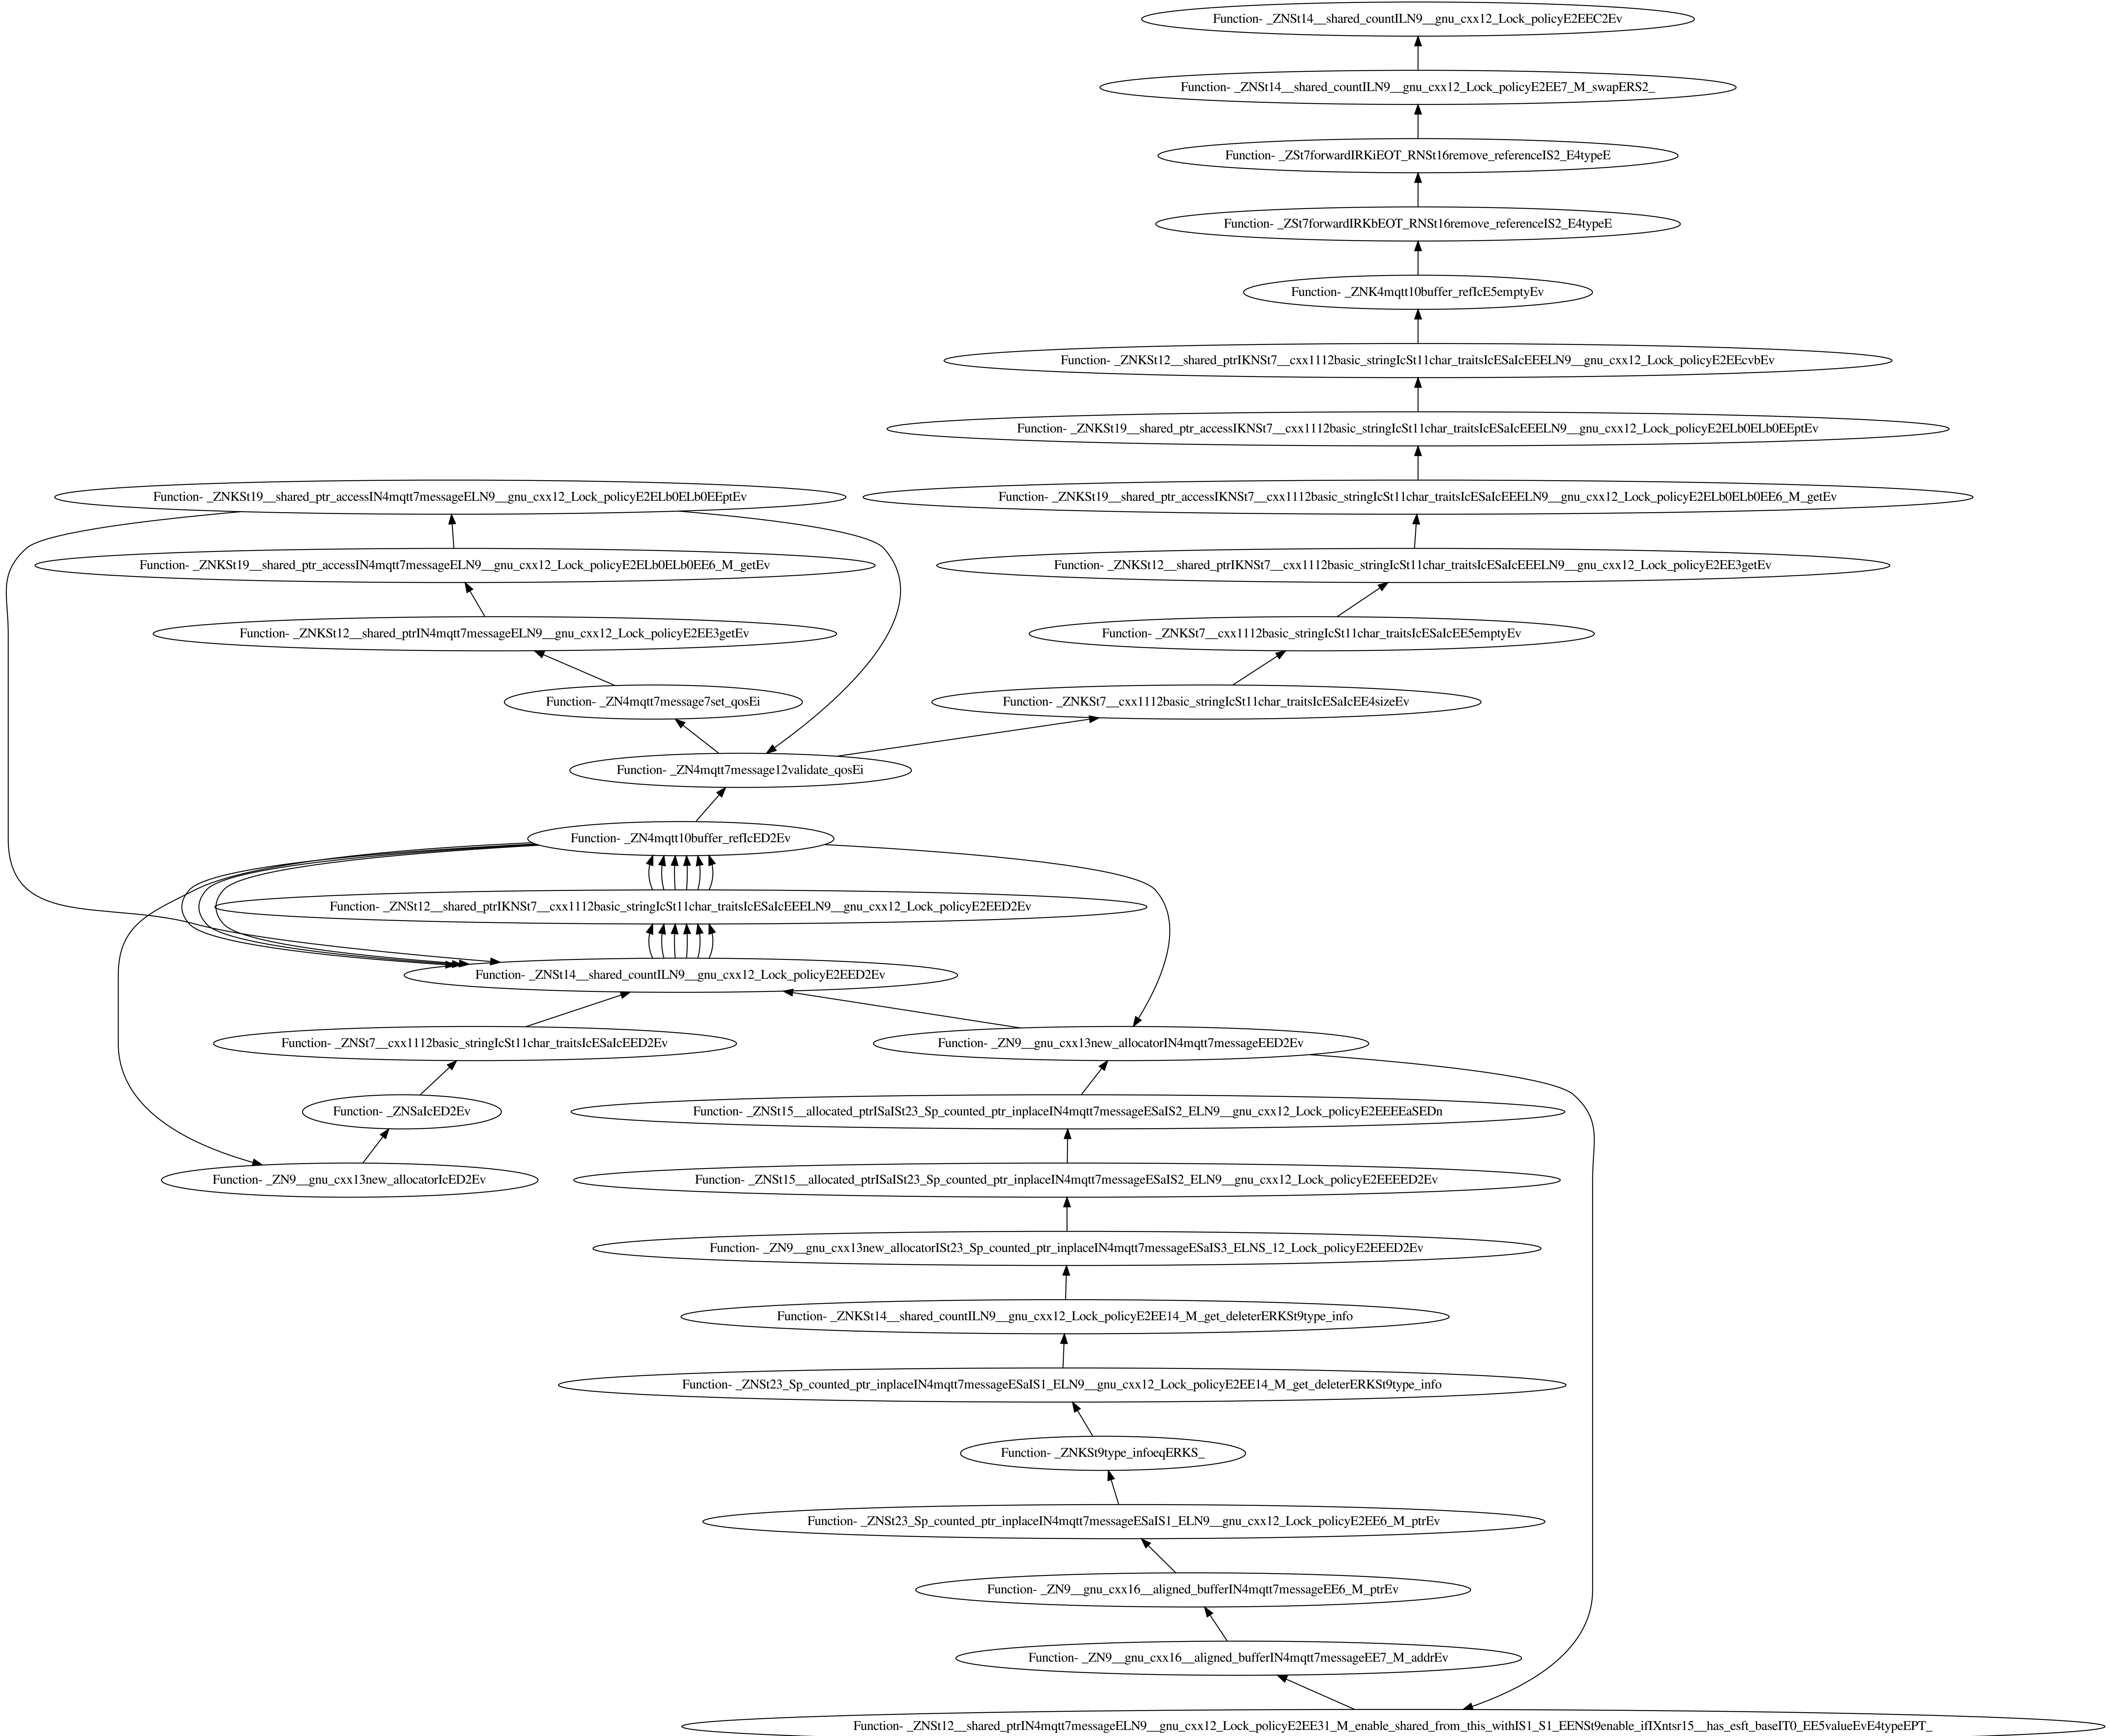 Function- _ZNSt14__shared_countILN9__gnu_cxx12_Lock_policyE2EEC2Ev
Function- _ZNSt14__shared_countILN9__gnu_cxx12_Lock_policyE2EE7_M_swapERS2_
Function- _ZSt7forwardIRKiEOT_RNSt16remove_referenceIS2_E4typeE
Function- _ZSt7forwardIRKbEOT_RNSt16remove_referenceIS2_E4typeE
Function- _ZNK4mqtt10buffer_refIcE5emptyEv
Function- _ZNKSt12__shared_ptrIKNSt7__cxx1112basic_stringIcSt11char_traitsIcESaIcEEELN9__gnu_cxx12_Lock_policyE2EEcvbEv
Function- _ZNKSt19__shared_ptr_accessIKNSt7__cxx1112basic_stringIcSt11char_traitsIcESaIcEEELN9__gnu_cxx12_Lock_policyE2ELb0ELb0EEptEv
Function- _ZNKSt19__shared_ptr_accessIN4mqtt7messageELN9__gnu_cxx12_Lock_policyE2ELb0ELb0EEptEv
Function- _ZNKSt19__shared_ptr_accessIKNSt7__cxx1112basic_stringIcSt11char_traitsIcESaIcEEELN9__gnu_cxx12_Lock_policyE2ELb0ELb0EE6_M_getEv
Function- _ZNKSt19__shared_ptr_accessIN4mqtt7messageELN9__gnu_cxx12_Lock_policyE2ELb0ELb0EE6_M_getEv
Function- _ZNKSt12__shared_ptrIKNSt7__cxx1112basic_stringIcSt11char_traitsIcESaIcEEELN9__gnu_cxx12_Lock_policyE2EE3getEv
Function- _ZNKSt12__shared_ptrIN4mqtt7messageELN9__gnu_cxx12_Lock_policyE2EE3getEv
Function- _ZNKSt7__cxx1112basic_stringIcSt11char_traitsIcESaIcEE5emptyEv
Function- _ZN4mqtt7message7set_qosEi
Function- _ZNKSt7__cxx1112basic_stringIcSt11char_traitsIcESaIcEE4sizeEv
Function- _ZN4mqtt7message12validate_qosEi
Function- _ZN4mqtt10buffer_refIcED2Ev
Function- _ZNSt12__shared_ptrIKNSt7__cxx1112basic_stringIcSt11char_traitsIcESaIcEEELN9__gnu_cxx12_Lock_policyE2EED2Ev
Function- _ZNSt14__shared_countILN9__gnu_cxx12_Lock_policyE2EED2Ev
Function- _ZNSt7__cxx1112basic_stringIcSt11char_traitsIcESaIcEED2Ev
Function- _ZN9__gnu_cxx13new_allocatorIN4mqtt7messageEED2Ev
Function- _ZNSaIcED2Ev
Function- _ZNSt15__allocated_ptrISaISt23_Sp_counted_ptr_inplaceIN4mqtt7messageESaIS2_ELN9__gnu_cxx12_Lock_policyE2EEEEaSEDn
Function- _ZN9__gnu_cxx13new_allocatorIcED2Ev
Function- _ZNSt15__allocated_ptrISaISt23_Sp_counted_ptr_inplaceIN4mqtt7messageESaIS2_ELN9__gnu_cxx12_Lock_policyE2EEEED2Ev
Function- _ZN9__gnu_cxx13new_allocatorISt23_Sp_counted_ptr_inplaceIN4mqtt7messageESaIS3_ELNS_12_Lock_policyE2EEED2Ev
Function- _ZNKSt14__shared_countILN9__gnu_cxx12_Lock_policyE2EE14_M_get_deleterERKSt9type_info
Function- _ZNSt23_Sp_counted_ptr_inplaceIN4mqtt7messageESaIS1_ELN9__gnu_cxx12_Lock_policyE2EE14_M_get_deleterERKSt9type_info
Function- _ZNKSt9type_infoeqERKS_
Function- _ZNSt23_Sp_counted_ptr_inplaceIN4mqtt7messageESaIS1_ELN9__gnu_cxx12_Lock_policyE2EE6_M_ptrEv
Function- _ZN9__gnu_cxx16__aligned_bufferIN4mqtt7messageEE6_M_ptrEv
Function- _ZN9__gnu_cxx16__aligned_bufferIN4mqtt7messageEE7_M_addrEv
Function- _ZNSt12__shared_ptrIN4mqtt7messageELN9__gnu_cxx12_Lock_policyE2EE31_M_enable_shared_from_this_withIS1_S1_EENSt9enable_ifIXntsr15__has_esft_baseIT0_EE5valueEvE4typeEPT_